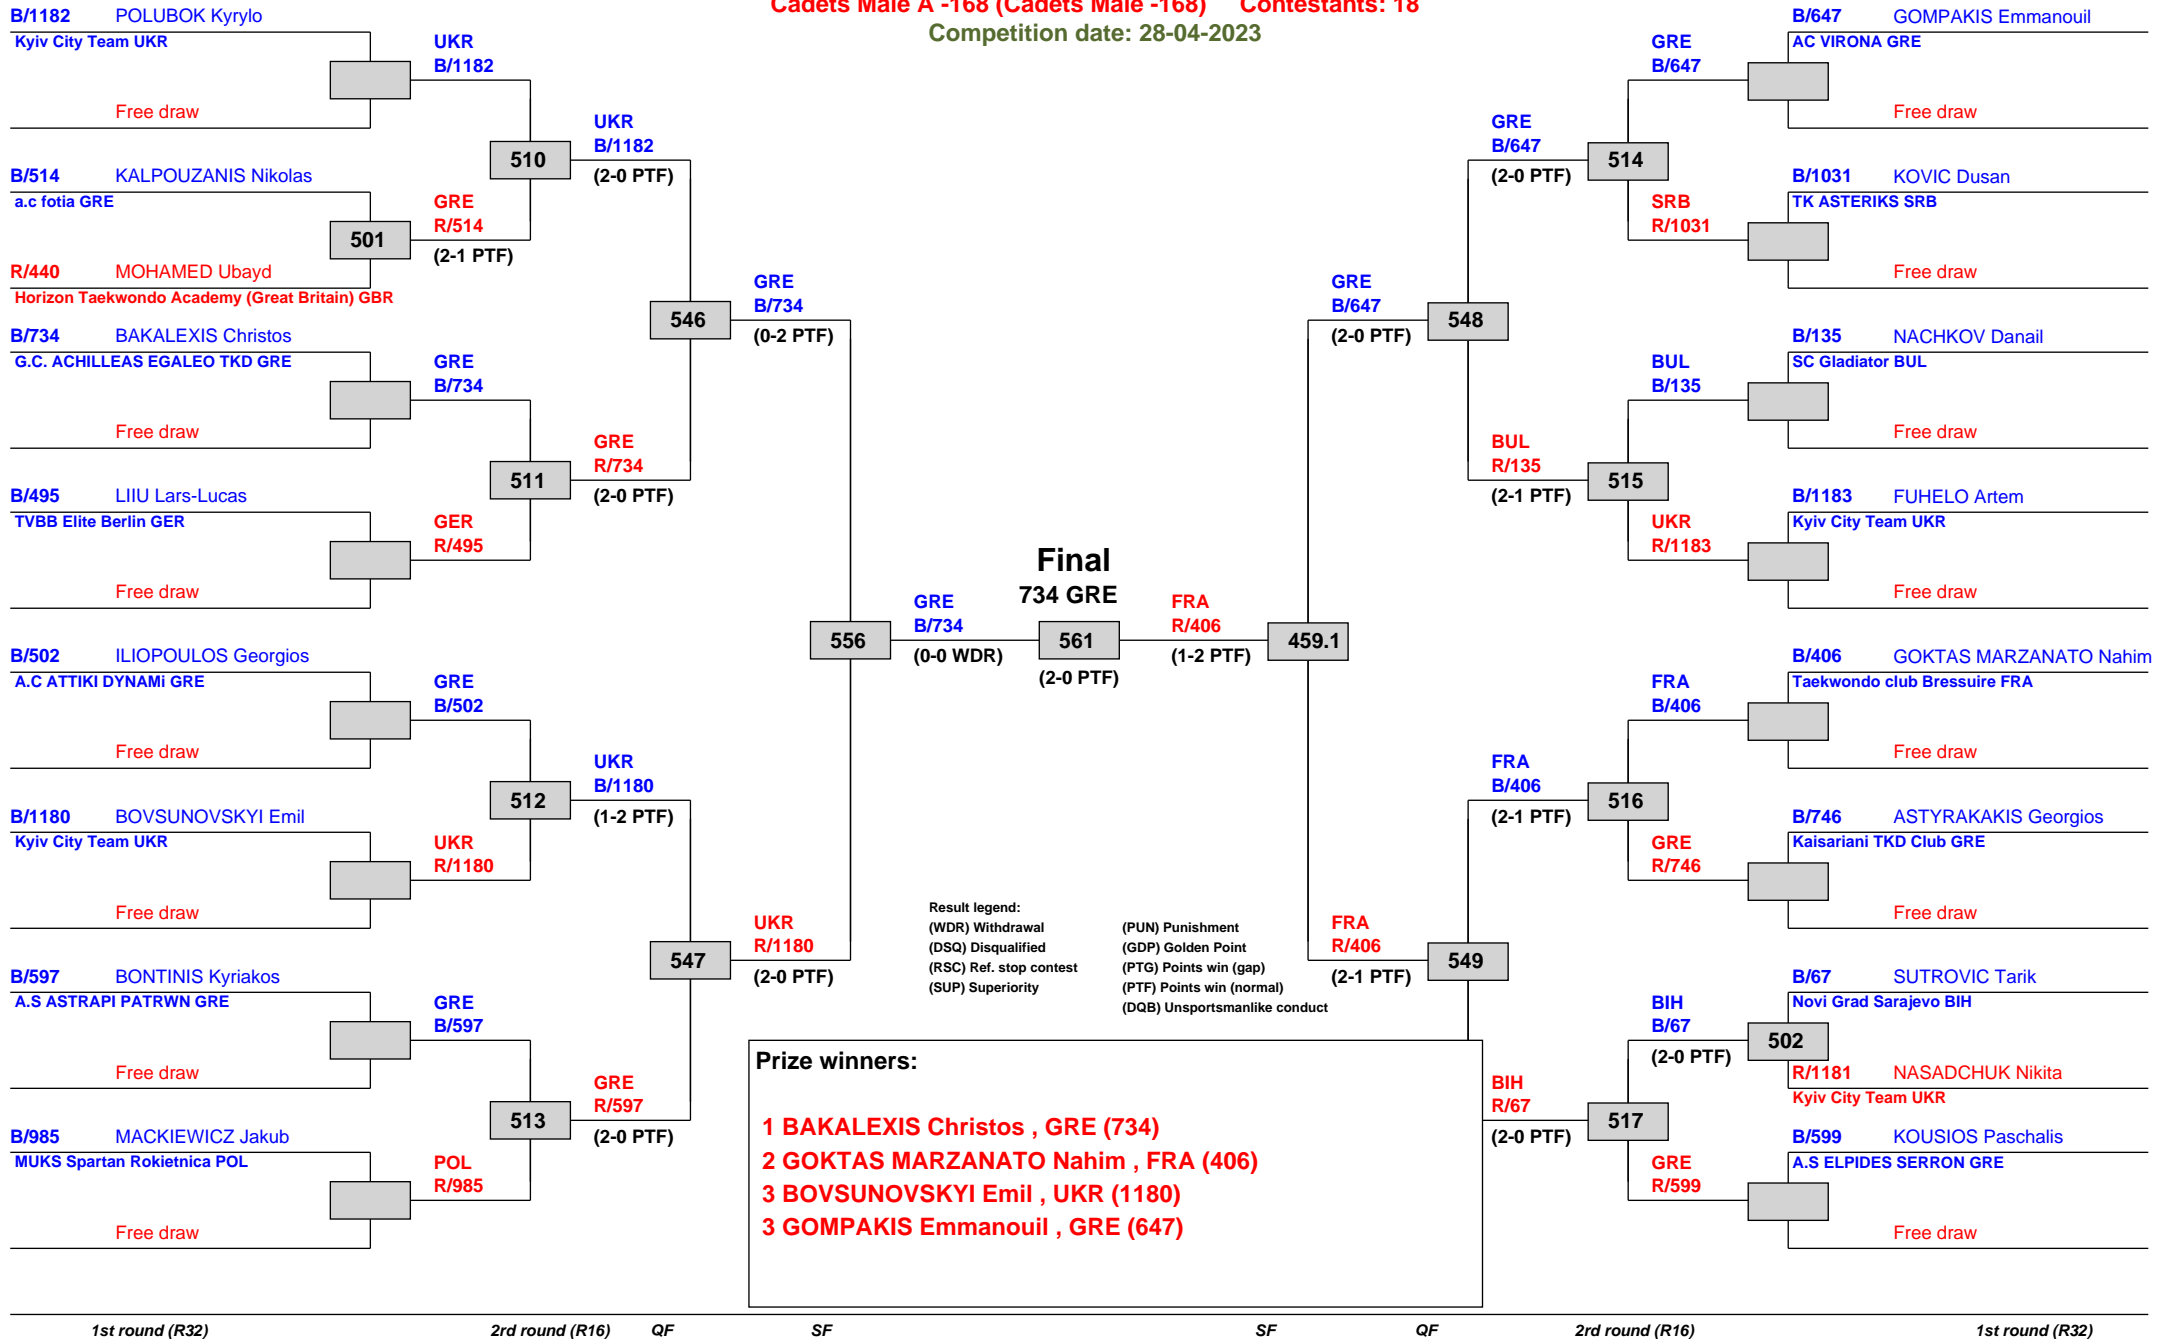 Cadets Male A -168 (Cadets Male -168) Contestants: 18
Competition date: 28-04-2023
B/1182 POLUBOK Kyrylo
Kyiv City Team UKR
Free draw
B/514 KALPOUZANIS Nikolas
a.c fotia GRE
501
R/440 MOHAMED Ubayd
Horizon Taekwondo Academy (Great Britain) GBR
B/734 BAKALEXIS Christos
G.C. ACHILLEAS EGALEO TKD GRE
Free draw
B/495 LIIU Lars-Lucas
TVBB Elite Berlin GER
Free draw
B/502 ILIOPOULOS Georgios
A.C ATTIKI DYNAMi GRE
Free draw
B/1180 BOVSUNOVSKYI Emil
Kyiv City Team UKR
Free draw
B/597 BONTINIS Kyriakos
A.S ASTRAPI PATRWN GRE
Free draw
B/985 MACKIEWICZ Jakub
MUKS Spartan Rokietnica POL
Free draw
UKR
B/1182
510
GRE
R/514
(2-1 PTF)
GRE
B/734
511
GER
R/495
GRE
B/502
512
UKR
R/1180
GRE
B/597
513
POL
R/985
UKR
B/1182
(2-0 PTF)
546
GRE
R/734
(2-0 PTF)
UKR
B/1180
(1-2 PTF)
547
GRE
R/597
(2-0 PTF)
GRE
B/734
(0-2 PTF)
556
UKR
R/1180
(2-0 PTF)
GRE
B/734
(0-0 WDR)
Final
734 GRE
561
(2-0 PTF)
FRA
R/406
(1-2 PTF)
459.1
GRE
B/647
(2-0 PTF)
548
FRA
R/406
(2-1 PTF)
549
GRE
B/647
(2-0 PTF)
514
BUL
R/135
(2-1 PTF)
515
FRA
B/406
(2-1 PTF)
516
BIH
R/67
(2-0 PTF)
517
GRE
B/647
SRB
R/1031
BUL
B/135
UKR
R/1183
FRA
B/406
GRE
R/746
BIH
B/67
(2-0 PTF)
502
GRE
R/599
B/647 GOMPAKIS Emmanouil
AC VIRONA GRE
Free draw
B/1031 KOVIC Dusan
TK ASTERIKS SRB
Free draw
B/135 NACHKOV Danail
SC Gladiator BUL
Free draw
B/1183 FUHELO Artem
Kyiv City Team UKR
Free draw
B/406 GOKTAS MARZANATO Nahim
Taekwondo club Bressuire FRA
Free draw
B/746 ASTYRAKAKIS Georgios
Kaisariani TKD Club GRE
Free draw
B/67 SUTROVIC Tarik
Novi Grad Sarajevo BIH
R/1181 NASADCHUK Nikita
Kyiv City Team UKR
B/599 KOUSIOS Paschalis
A.S ELPIDES SERRON GRE
Free draw
Result legend:
(WDR) Withdrawal (PUN) Punishment
(DSQ) Disqualified (GDP) Golden Point
(RSC) Ref. stop contest (PTG) Points win (gap)
(SUP) Superiority (PTF) Points win (normal)
(DQB) Unsportsmanlike conduct
Prize winners:
1 BAKALEXIS Christos , GRE (734)
2 GOKTAS MARZANATO Nahim , FRA (406)
3 BOVSUNOVSKYI Emil , UKR (1180)
3 GOMPAKIS Emmanouil , GRE (647)
1st round (R32) 2rd round (R16) QF SF SF QF 2rd round (R16) 1st round (R32)